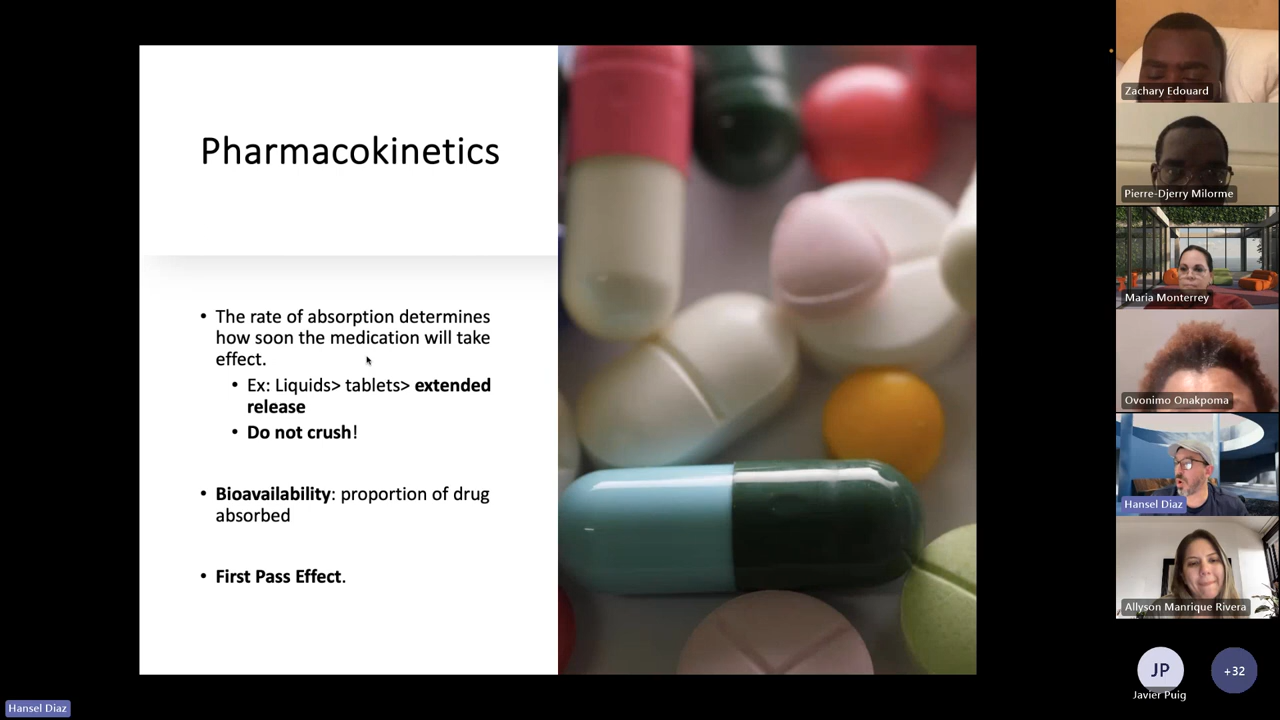 Pharmacokinetics
• The rate of absorption determines
how soon the medication will take
effect.
• Ex: Liquids> tablets> extended
release
• Do not crush!
• Bioavailability: proportion of drug
absorbed
• First Pass Effect.
Zachary Edouard
Pierre-Djerry Milorme
Maria Monterrey
Ovonimo Onakpoma
Hansel Diaz
Allyson Manrique Rivera
JP
Javier Puig
+32
Hansel Diaz